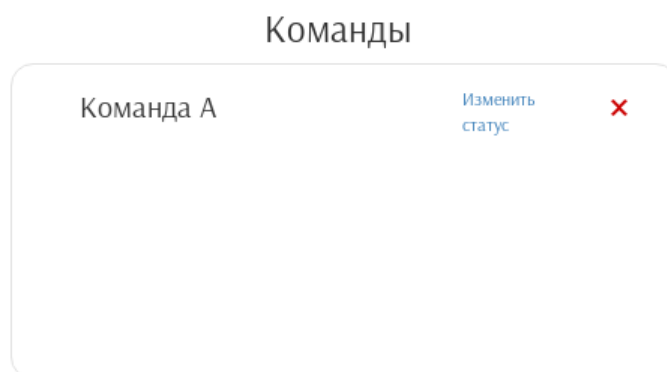 Команды
Команда А
Изменить
статус